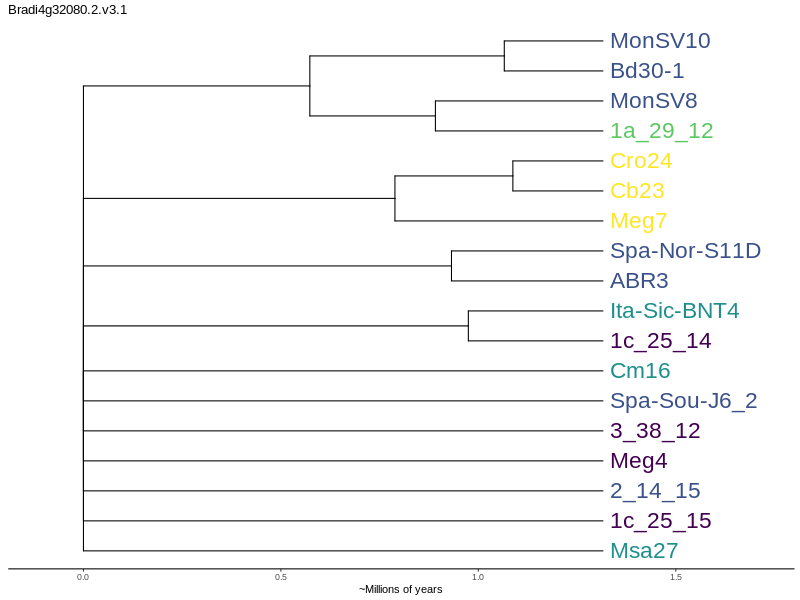 Bradi4g32080.2.v3.1
MonSV10
Bd30-1
MonSV8
1a_29_12
Cro24
Cb23
Meg7
Spa-Nor-S11D
ABR3
Ita-Sic-BNT4
1c_25_14
Cm16
Spa-Sou-J6_2
3_38_12
Meg4
2_14_15
1c_25_15
Msa27
0.0 0.5 1.0 1.5
~Millions of years